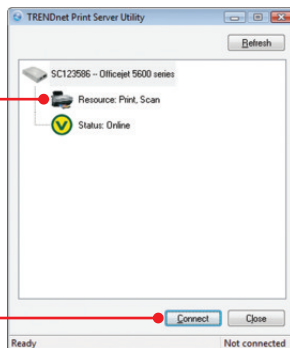 TRENDnet Print Server Utility
Refresh
SC123586 -- Officejet 5600 series
Resource: Print, Scan
Status: Online
Connect
Close
Ready
Not connected